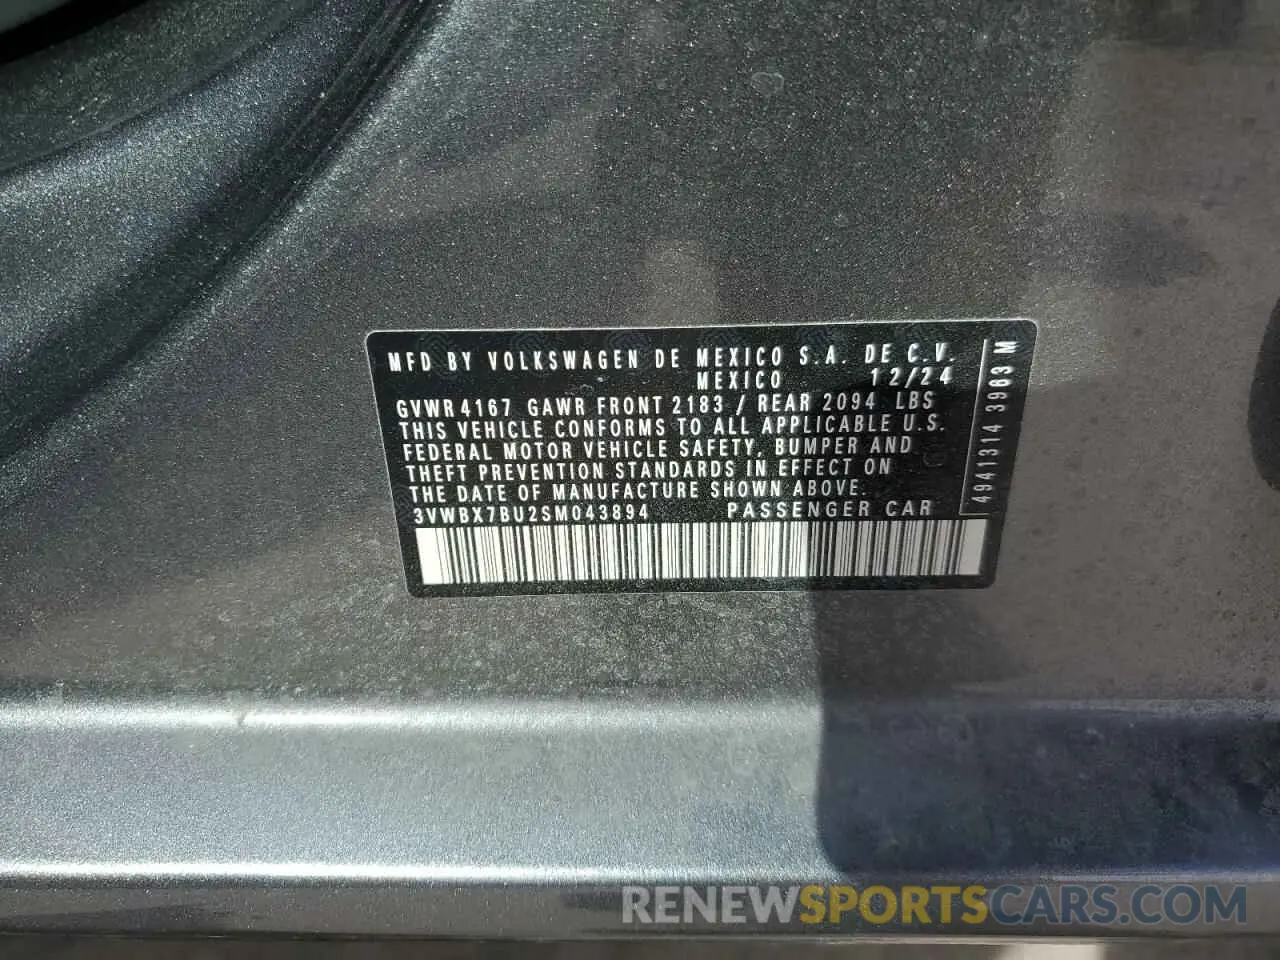 MFD BY VOLKSWAGEN DE MEXICO S.A. DE C.V.
MEXICO 12/24
GVWR 4167 GAWR FRONT 2183 / REAR 2094 LBS
THIS VEHICLE CONFORMS TO ALL APPLICABLE U.S.
FEDERAL MOTOR VEHICLE SAFETY, BUMPER AND
THEFT PREVENTION STANDARDS IN EFFECT ON
THE DATE OF MANUFACTURE SHOWN ABOVE.
3VWBX7BU2SM043894 PASSENGER CAR
4941314 3983 M
RENEWSPORTSCARS.COM